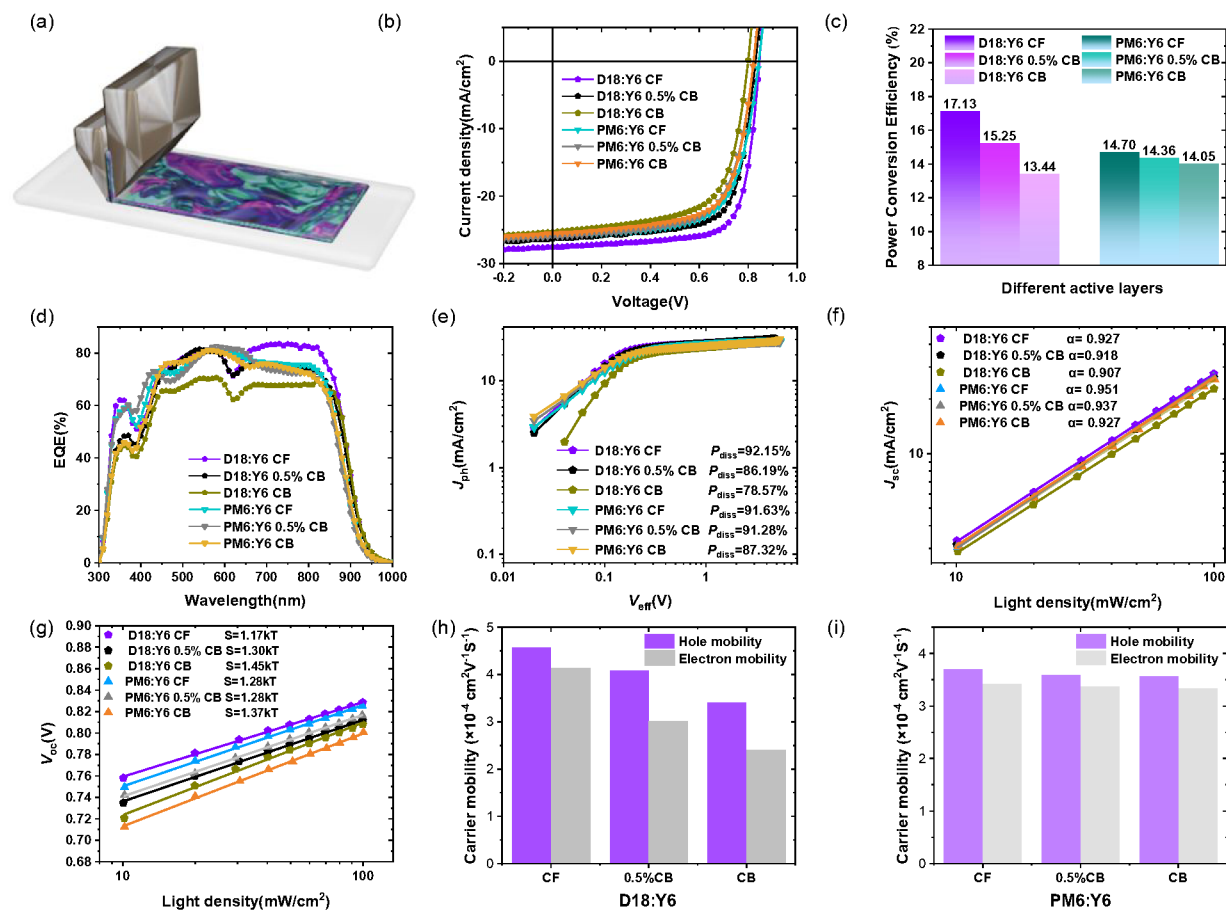 (a)
(b)
0
-10
-20
-30
-0.2
0.0
0.2
0.4
0.6
0.8
1.0
Current density(mA/cm²)
Voltage(V)
D18:Y6 CF
D18:Y6 0.5% CB
D18:Y6 CB
PM6:Y6 CF
PM6:Y6 0.5% CB
PM6:Y6 CB
(c)
Power Conversion Efficiency (%)
20
18
16
14
12
10
8
D18:Y6 CF
D18:Y6 0.5% CB
D18:Y6 CB
PM6:Y6 CF
PM6:Y6 0.5% CB
PM6:Y6 CB
17.13
15.25
13.44
14.70
14.36
14.05
Different active layers
(d)
EQE(%)
80
60
40
20
0
300
400
500
600
700
800
900
1000
Wavelength(nm)
D18:Y6 CF
D18:Y6 0.5% CB
D18:Y6 CB
PM6:Y6 CF
PM6:Y6 0.5% CB
PM6:Y6 CB
(e)
Jph(mA/cm²)
10
1
0.1
0.01
0.1
1
Veff(V)
D18:Y6 CF Pdiss=92.15%
D18:Y6 0.5% CB Pdiss=86.19%
D18:Y6 CB Pdiss=78.57%
PM6:Y6 CF Pdiss=91.63%
PM6:Y6 0.5% CB Pdiss=91.28%
PM6:Y6 CB Pdiss=87.32%
(f)
Jsc(mA/cm²)
10
10
100
Light density(mW/cm²)
D18:Y6 CF α= 0.927
D18:Y6 0.5% CB α=0.918
D18:Y6 CB α= 0.907
PM6:Y6 CF α= 0.951
PM6:Y6 0.5% CB α=0.937
PM6:Y6 CB α= 0.927
(g)
Voc(V)
0.90
0.88
0.86
0.84
0.82
0.80
0.78
0.76
0.74
0.72
0.70
0.68
10
100
Light density(mW/cm²)
D18:Y6 CF S=1.17kT
D18:Y6 0.5% CB S=1.30kT
D18:Y6 CB S=1.45kT
PM6:Y6 CF S=1.28kT
PM6:Y6 0.5% CB S=1.28kT
PM6:Y6 CB S=1.37kT
(h)
Carrier mobility (×10⁻⁴ cm²V⁻¹S⁻¹)
5
4
3
2
1
0
Hole mobility
Electron mobility
CF
0.5%CB
CB
D18:Y6
(i)
Carrier mobility (×10⁻⁴ cm²V⁻¹S⁻¹)
5
4
3
2
1
0
Hole mobility
Electron mobility
CF
0.5%CB
CB
PM6:Y6